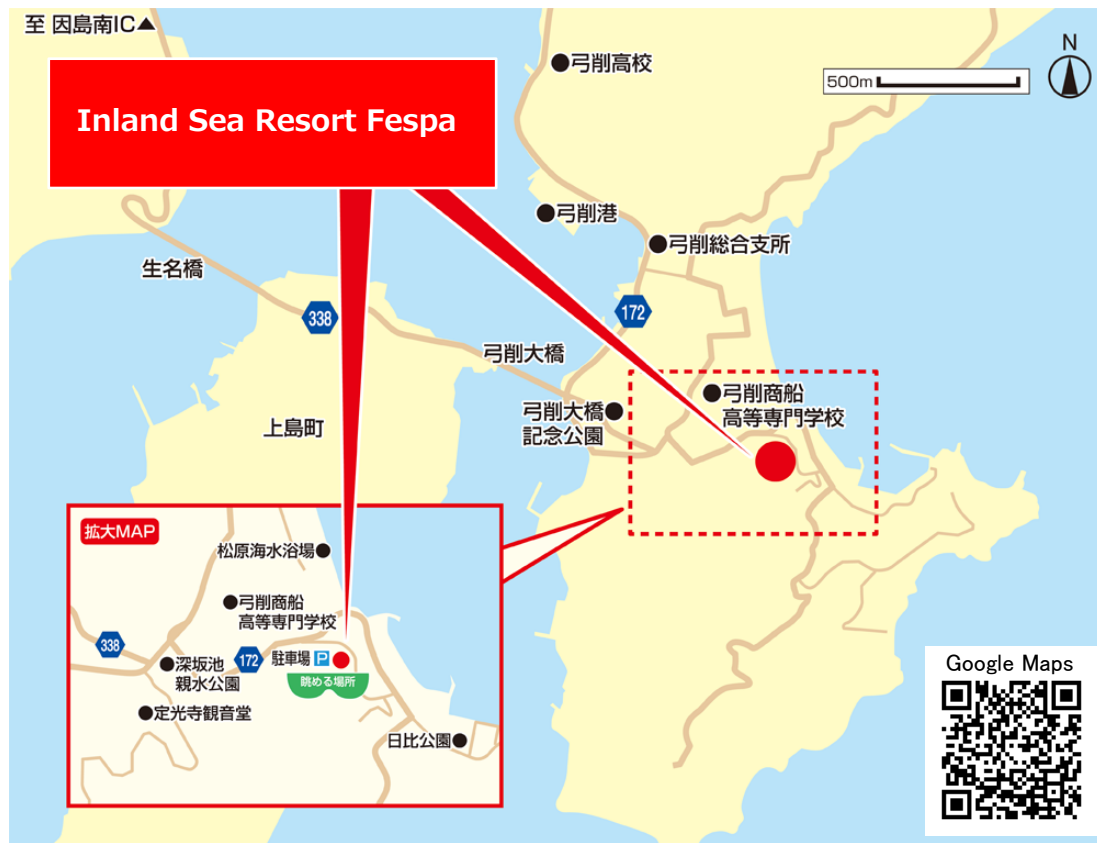 至 因島南IC▲
Inland Sea Resort Fespa
弓削高校
500m
N
弓削港
弓削総合支所
生名橋
338
172
弓削大橋
弓削商船
高等専門学校
弓削大橋
記念公園
上島町
拡大MAP
松原海水浴場
弓削商船
高等専門学校
338
深坂池
親水公園
172
駐車場 P
眺める場所
定光寺観音堂
日比公園
Google Maps